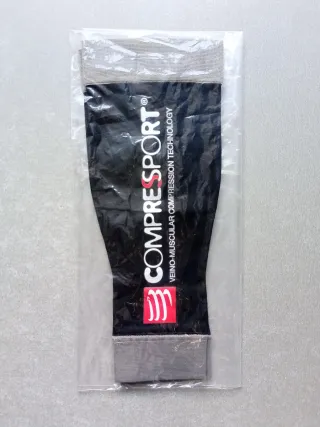 COMPRESSPORT®
VEINO-MUSCULAR COMPRESSION TECHNOLOGY